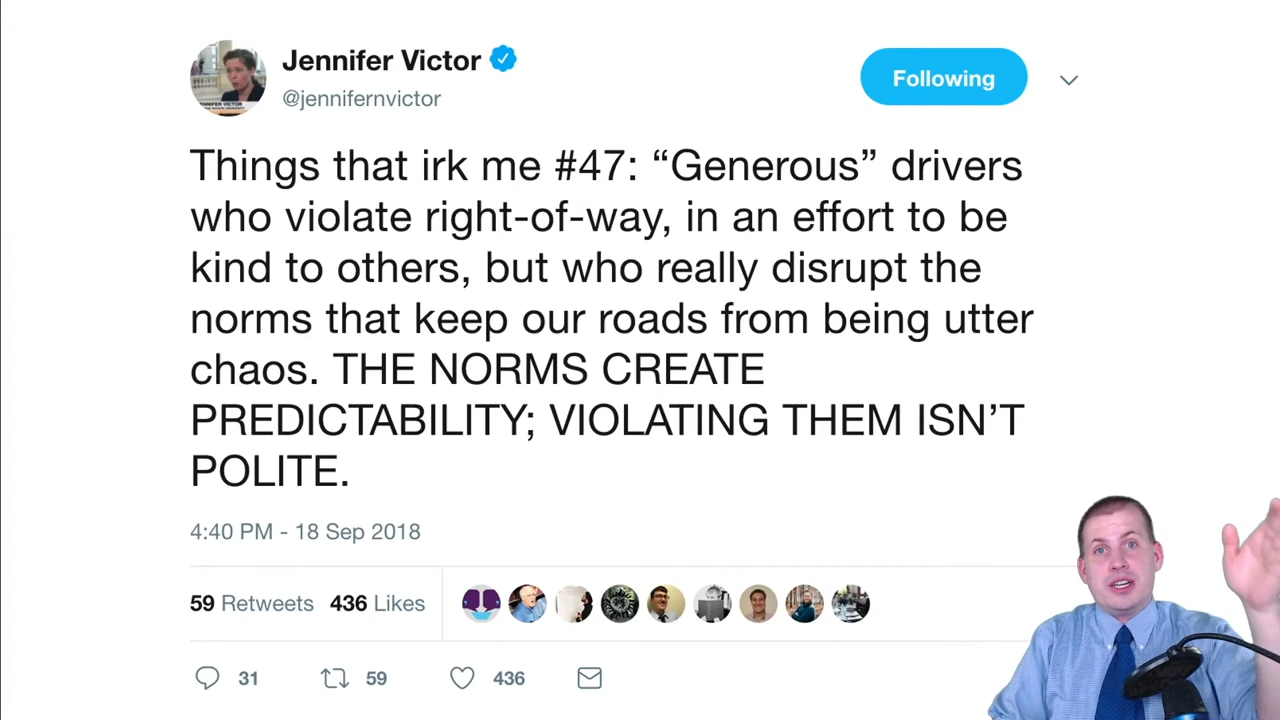 Jennifer Victor
@jennifernvictor
Following
Things that irk me #47: “Generous” drivers
who violate right-of-way, in an effort to be
kind to others, but who really disrupt the
norms that keep our roads from being utter
chaos. THE NORMS CREATE
PREDICTABILITY; VIOLATING THEM ISN’T
POLITE.
4:40 PM - 18 Sep 2018
59 Retweets 436 Likes
31 59 436